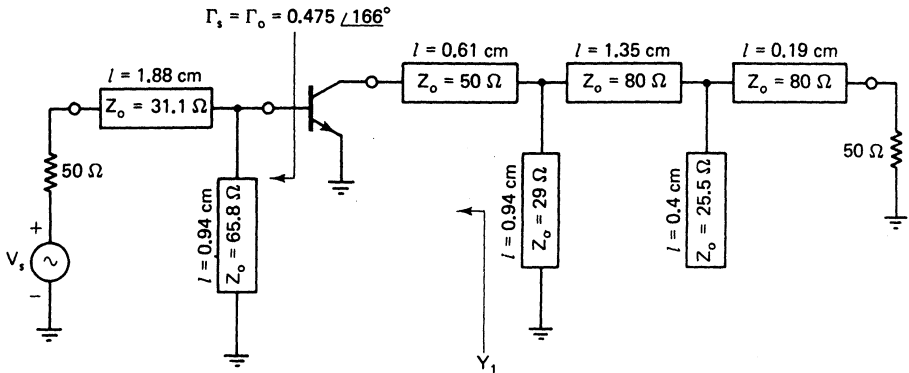 Γs = Γo = 0.475 /166°
l = 1.88 cm
Zo = 31.1 Ω
l = 0.61 cm
Zo = 50 Ω
l = 1.35 cm
Zo = 80 Ω
l = 0.19 cm
Zo = 80 Ω
50 Ω
+
Vs
−
l = 0.94 cm
Zo = 65.8 Ω
l = 0.94 cm
Zo = 29 Ω
l = 0.4 cm
Zo = 25.5 Ω
50 Ω
Y1